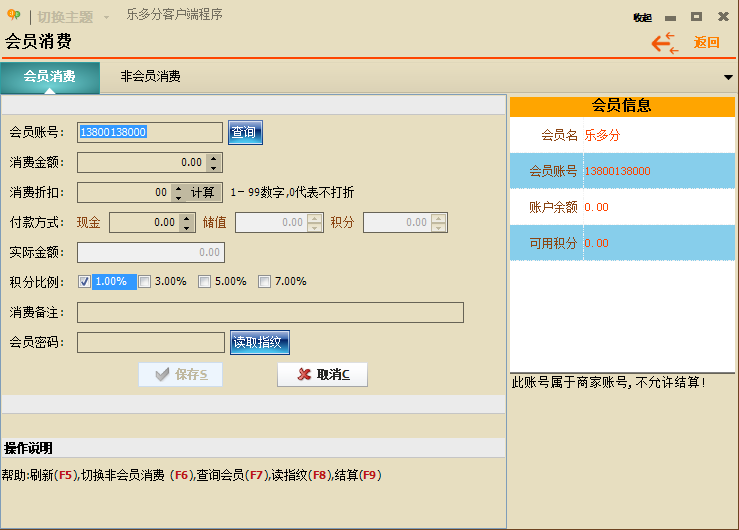 切换主题 乐多分客户端程序 收起
会员消费 返回
会员消费 非会员消费
会员账号: 13800138000 查询
消费金额: 0.00
消费折扣: 00 计算 1-99数字,0代表不打折
付款方式: 现金 0.00 储值 0.00 积分 0.00
实际金额: 0.00
积分比例: 1.00% 3.00% 5.00% 7.00%
消费备注:
会员密码: 读取指纹
保存S 取消C
会员信息
会员名 乐多分
会员账号 13800138000
账户余额 0.00
可用积分 0.00
此账号属于商家账号,不允许结算!
操作说明
帮助:刷新(F5),切换非会员消费 (F6),查询会员(F7),读指纹(F8),结算(F9)